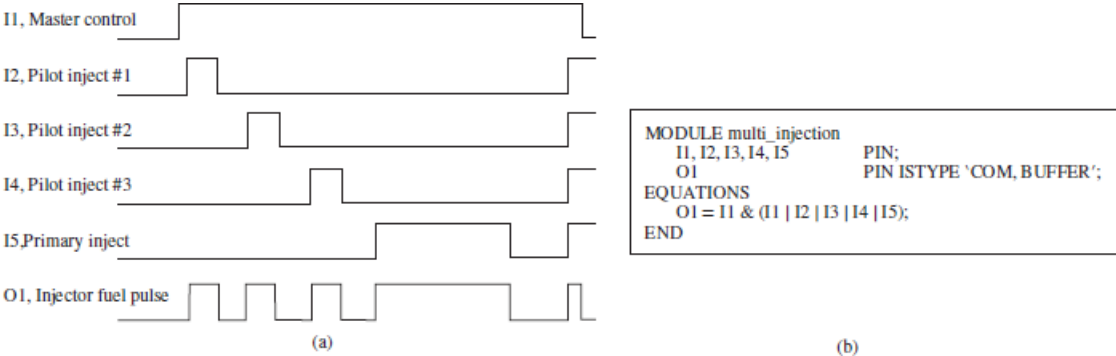 I1, Master control
I2, Pilot inject #1
I3, Pilot inject #2
I4, Pilot inject #3
I5,Primary inject
O1, Injector fuel pulse
(a)
MODULE multi_injection
I1, I2, I3, I4, I5 PIN;
O1 PIN ISTYPE ‘COM, BUFFER’;
EQUATIONS
O1 = I1 & (I1 | I2 | I3 | I4 | I5);
END
(b)